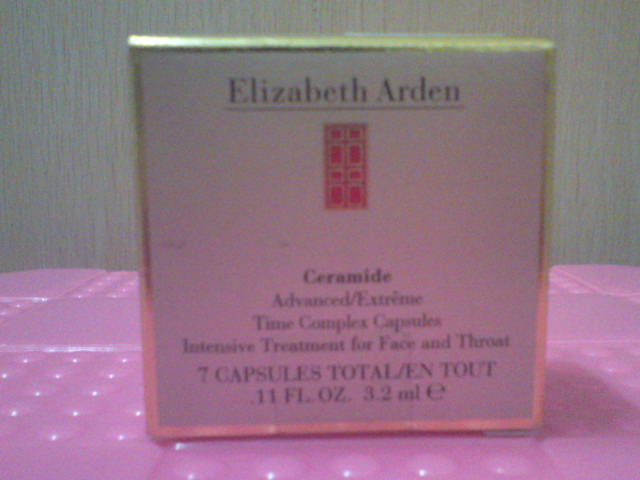 Elizabeth Arden
Ceramide
Advanced/Extrême
Time Complex Capsules
Intensive Treatment for Face and Throat
7 CAPSULES TOTAL/EN TOUT
.11 FL. OZ. 3.2 ml ℮